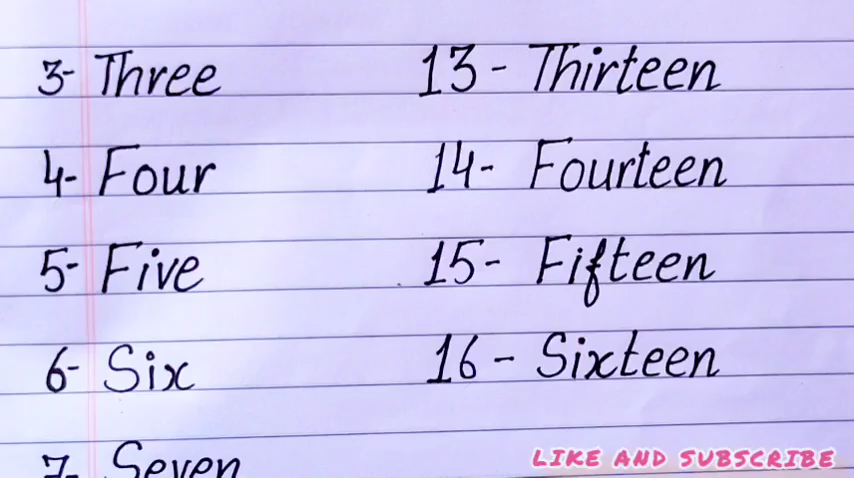 3- Three 13- Thirteen
4- Four 14- Fourteen
5- Five 15- Fifteen
6- Six 16- Sixteen
7- Seven
LIKE AND SUBSCRIBE